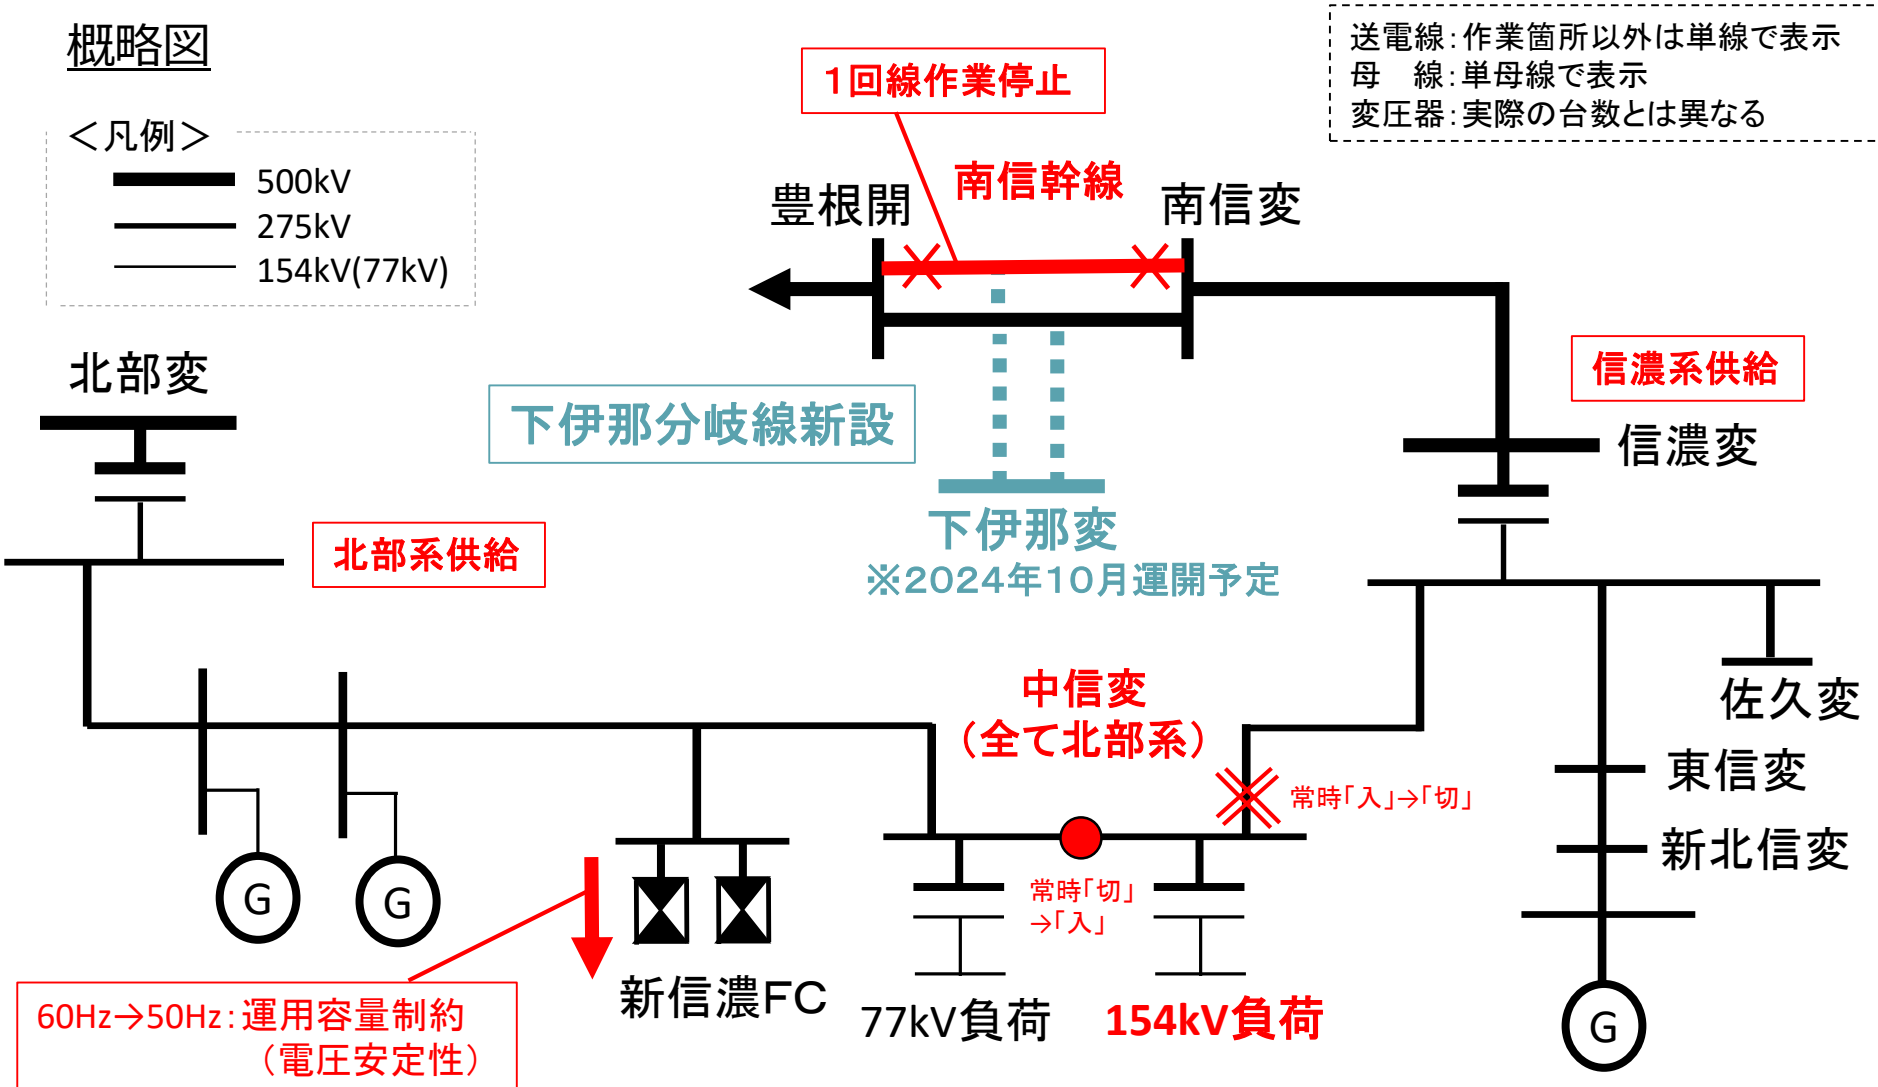 概略図
＜凡例＞
500kV
275kV
154kV(77kV)
送電線：作業箇所以外は単線で表示
母　線：単母線で表示
変圧器：実際の台数とは異なる
1回線作業停止
南信幹線
豊根開
南信変
北部変
下伊那分岐線新設
信濃系供給
信濃変
下伊那変
※2024年10月運開予定
北部系供給
中信変
（全て北部系）
佐久変
東信変
常時「入」→「切」
新北信変
常時「切」
→「入」
G
G
新信濃FC
77kV負荷
154kV負荷
G
60Hz→50Hz：運用容量制約
（電圧安定性）